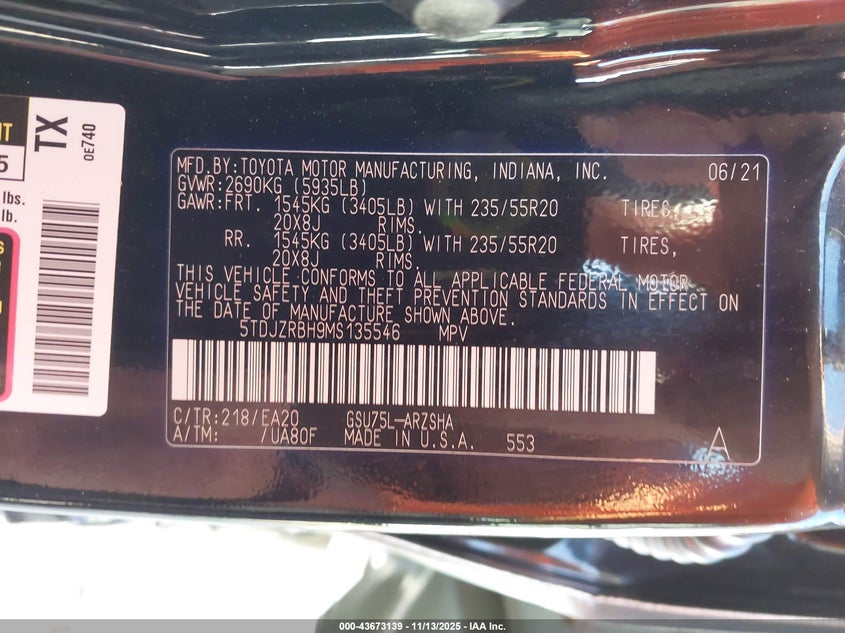 TX
0E740
5
lbs.
lb.
MFD.BY:TOYOTA MOTOR MANUFACTURING, INDIANA, INC. 06/21
GVWR:2690KG (5935LB)
GAWR:FRT. 1545KG (3405LB) WITH 235/55R20 TIRES,
20X8J RIMS.
RR. 1545KG (3405LB) WITH 235/55R20 TIRES,
20X8J RIMS.
THIS VEHICLE CONFORMS TO ALL APPLICABLE FEDERAL MOTOR
VEHICLE SAFETY AND THEFT PREVENTION STANDARDS IN EFFECT ON
THE DATE OF MANUFACTURE SHOWN ABOVE.
5TDJZRBH9MS135546 MPV
C/TR:218/EA20 GSU75L-ARZSHA
A/TM: /UA80F MADE IN U.S.A. 553 A
000-43673139 - 11/13/2025 - IAA Inc.